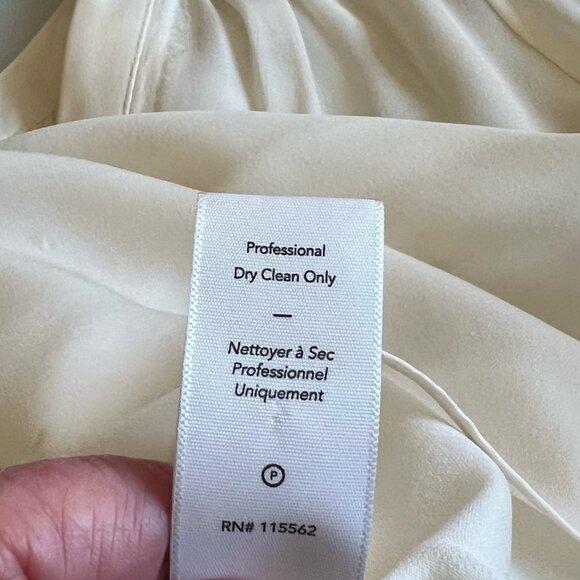 Professional
Dry Clean Only
—
Nettoyer à Sec
Professionnel
Uniquement
P
RN# 115562